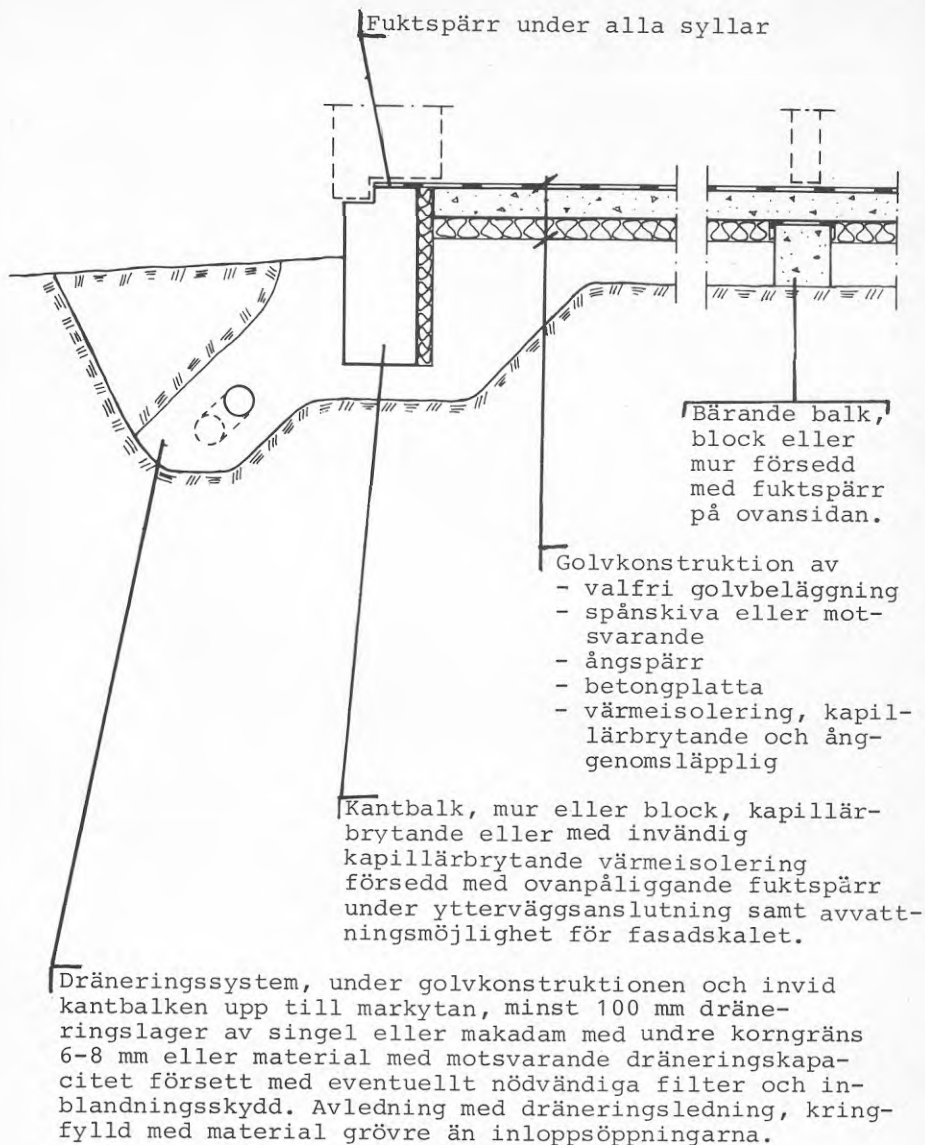 Fuktspärr under alla syllar
Bärande balk,
block eller
mur försedd
med fuktspärr
på ovansidan.
Golvkonstruktion av
- valfri golvbeläggning
- spånskiva eller mot-
svarande
- ångspärr
- betongplatta
- värmeisolering, kapil-
lärbrytande och ång-
genomsläpplig
Kantbalk, mur eller block, kapillär-
brytande eller med invändig
kapillärbrytande värmeisolering
försedd med ovanpåliggande fuktspärr
under ytterväggsanslutning samt avvatt-
ningsmöjlighet för fasadskalet.
Dräneringssystem, under golvkonstruktionen och invid
kantbalken upp till markytan, minst 100 mm dräne-
ringslager av singel eller makadam med undre korngräns
6-8 mm eller material med motsvarande dräneringskapa-
citet försett med eventuellt nödvändiga filter och in-
blandningsskydd. Avledning med dräneringsledning, kring-
fylld med material grövre än inloppsöppningarna.